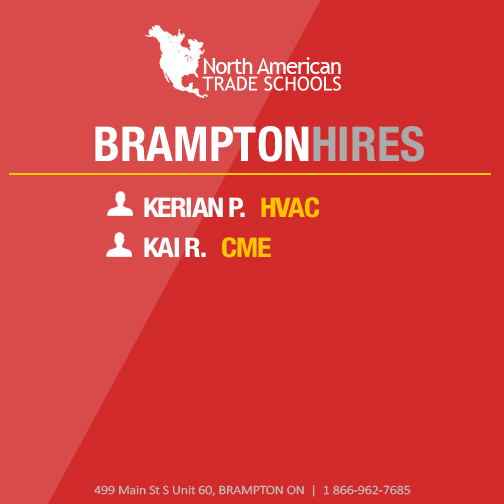 North American
TRADE SCHOOLS
BRAMPTONHIRES
KERIAN P. HVAC
KAI R. CME
499 Main St S Unit 60, BRAMPTON ON | 1 866-962-7685